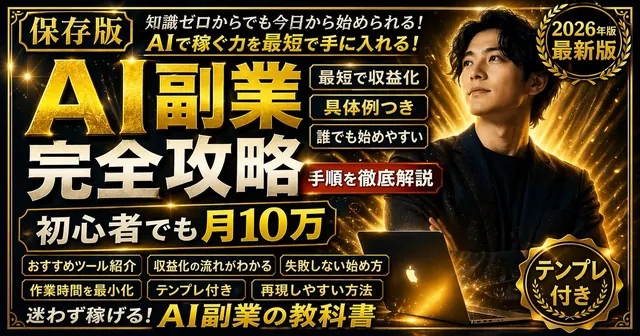 保存版
知識ゼロからでも今日から始められる!
AIで稼ぐ力を最短で手に入れる!
2026年版
最新版
AI副業
完全攻略
最短で収益化
具体例つき
誰でも始めやすい
手順を徹底解説
初心者でも月10万
おすすめツール紹介
収益化の流れがわかる
失敗しない始め方
作業時間を最小化
テンプレ付き
再現しやすい方法
迷わず稼げる!AI副業の教科書
テンプレ
付き